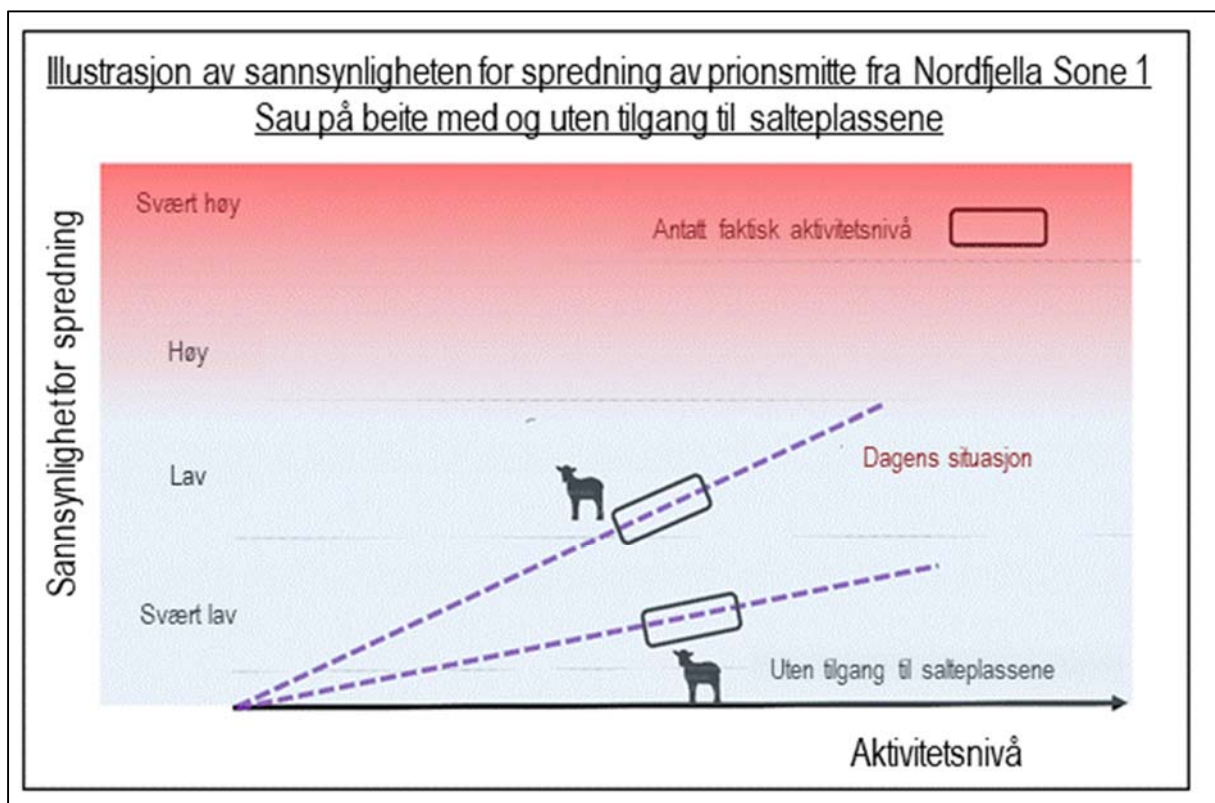 Illustrasjon av sannsynligheten for spredning av prionsmitte fra Nordfjella Sone 1
Sau på beite med og uten tilgang til salteplassene
Sannsynlighet for spredning
Svært høy
Antatt faktisk aktivitetsnivå
Høy
Lav
Dagens situasjon
Svært lav
Uten tilgang til salteplassene
Aktivitetsnivå